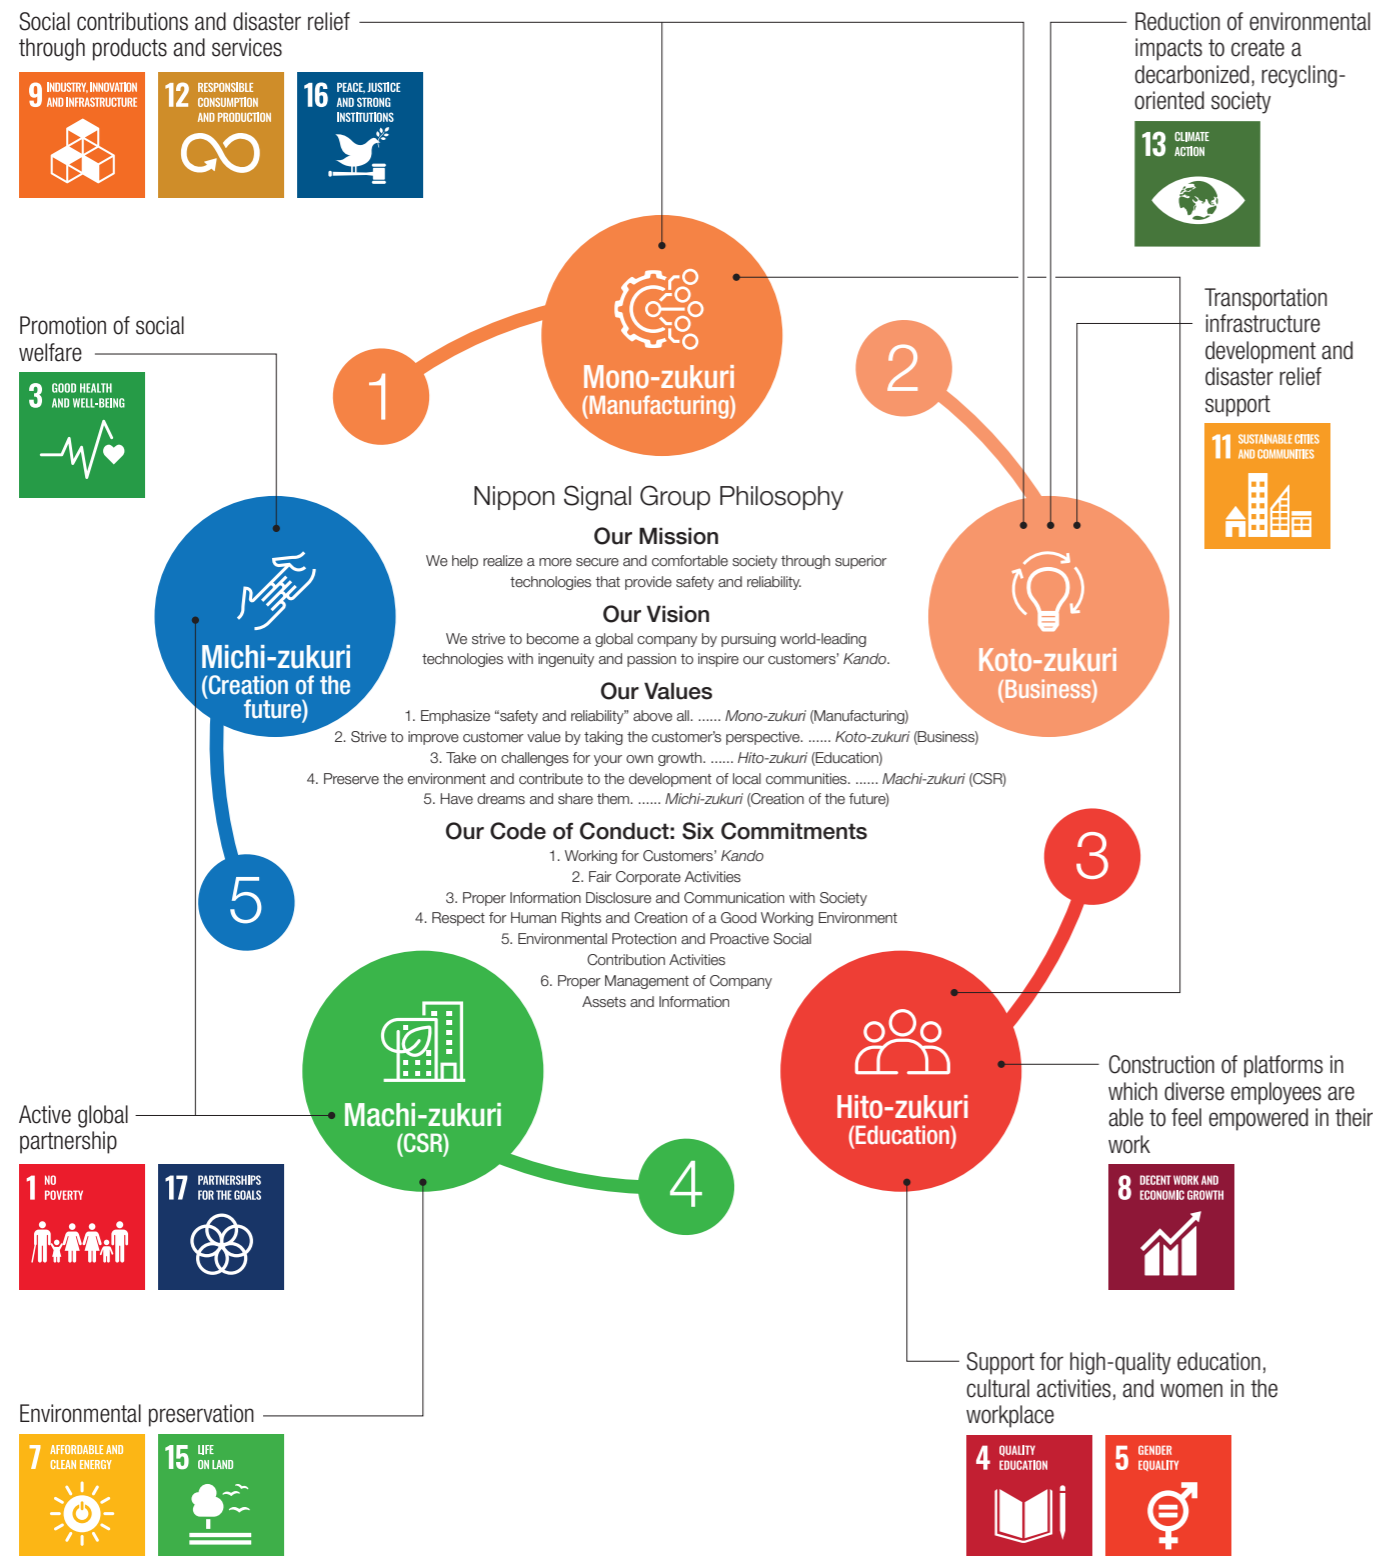 Social contributions and disaster relief
through products and services
9 INDUSTRY, INNOVATION
AND INFRASTRUCTURE
12 RESPONSIBLE
CONSUMPTION
AND PRODUCTION
16 PEACE, JUSTICE
AND STRONG
INSTITUTIONS
Reduction of environmental
impacts to create a
decarbonized, recycling-
oriented society
13 CLIMATE
ACTION
Transportation
infrastructure
development and
disaster relief
support
11 SUSTAINABLE CITIES
AND COMMUNITIES
Promotion of social
welfare
3 GOOD HEALTH
AND WELL-BEING
1
Mono-zukuri
(Manufacturing)
2
Koto-zukuri
(Business)
Michi-zukuri
(Creation of the
future)
5
Nippon Signal Group Philosophy
Our Mission
We help realize a more secure and comfortable society through superior
technologies that provide safety and reliability.
Our Vision
We strive to become a global company by pursuing world-leading
technologies with ingenuity and passion to inspire our customers' Kando.
Our Values
1. Emphasize “safety and reliability” above all. ...... Mono-zukuri (Manufacturing)
2. Strive to improve customer value by taking the customer's perspective. ...... Koto-zukuri (Business)
3. Take on challenges for your own growth. ...... Hito-zukuri (Education)
4. Preserve the environment and contribute to the development of local communities. ...... Machi-zukuri (CSR)
5. Have dreams and share them. ...... Michi-zukuri (Creation of the future)
Our Code of Conduct: Six Commitments
1. Working for Customers' Kando
2. Fair Corporate Activities
3. Proper Information Disclosure and Communication with Society
4. Respect for Human Rights and Creation of a Good Working Environment
5. Environmental Protection and Proactive Social
Contribution Activities
6. Proper Management of Company
Assets and Information
3
Hito-zukuri
(Education)
Machi-zukuri
(CSR)
4
Active global
partnership
1 NO
POVERTY
17 PARTNERSHIPS
FOR THE GOALS
Construction of platforms in
which diverse employees are
able to feel empowered in their
work
8 DECENT WORK AND
ECONOMIC GROWTH
Environmental preservation
7 AFFORDABLE AND
CLEAN ENERGY
15 LIFE
ON LAND
Support for high-quality education,
cultural activities, and women in the
workplace
4 QUALITY
EDUCATION
5 GENDER
EQUALITY